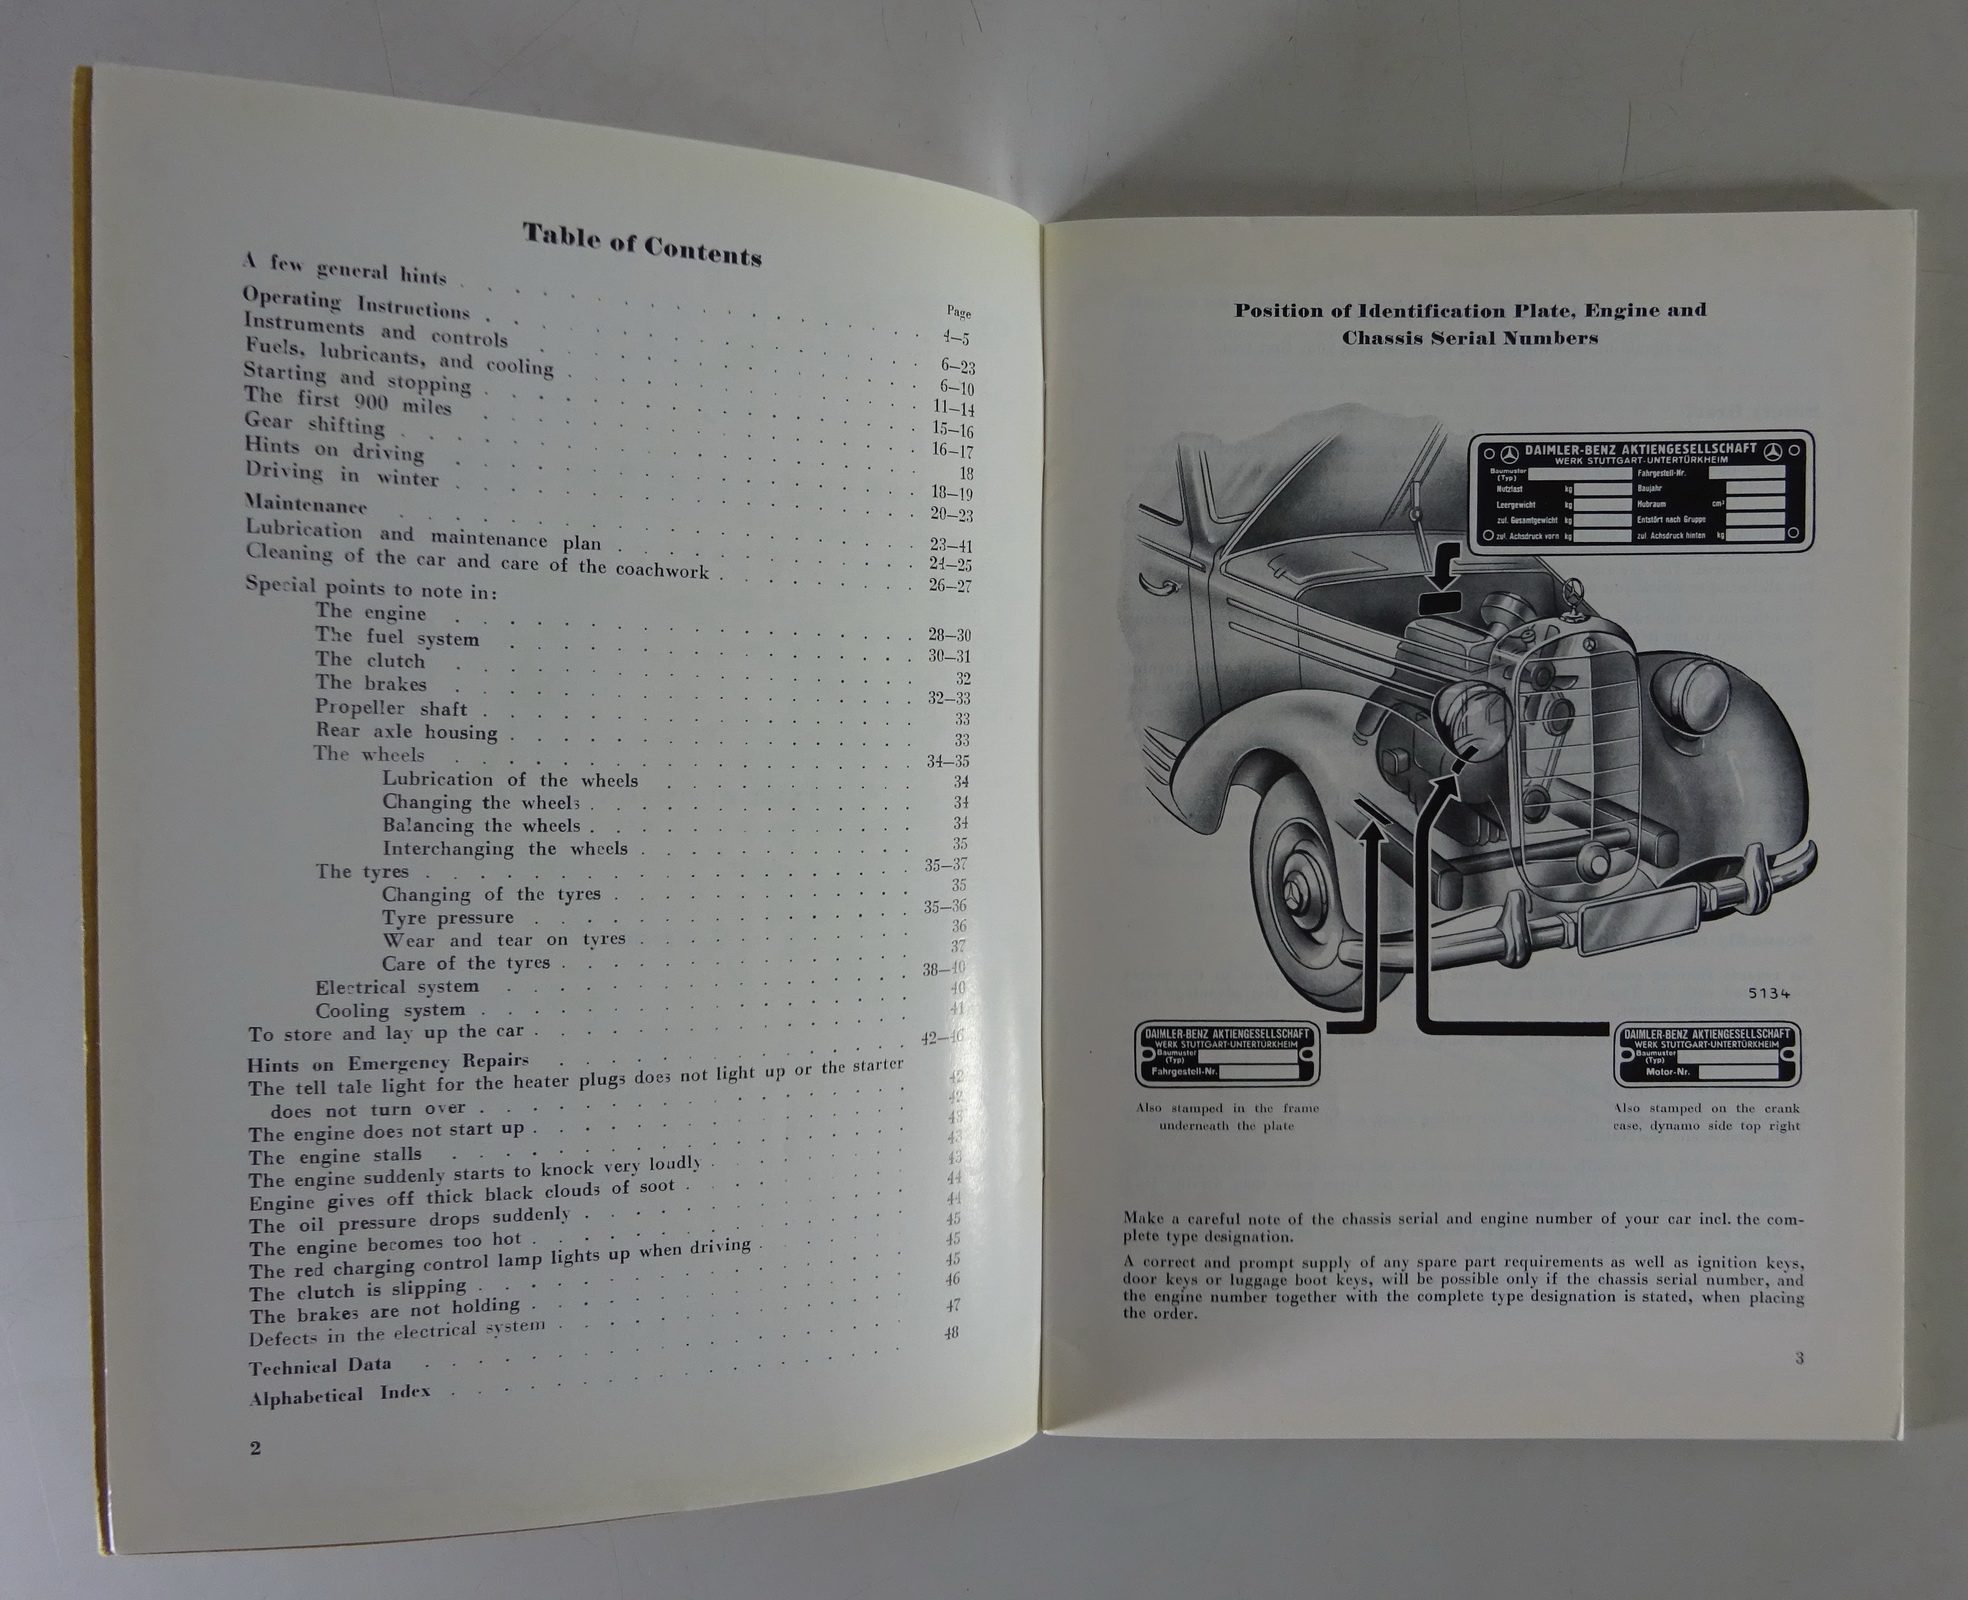 Table of Contents
Page
A few general hints . . . 4–5
Operating Instructions . . . 6–23
Instruments and controls . . . 6–10
Fuels, lubricants, and cooling . . . 11–14
Starting and stopping . . . 15–16
The first 900 miles . . . 16–17
Gear shifting . . . 18
Hints on driving . . . 18–19
Driving in winter . . . 20–23
Maintenance . . . 23–41
Lubrication and maintenance plan . . . 24–25
Cleaning of the car and care of the coachwork . . . 26–27
Special points to note in:
The engine . . . 28–30
The fuel system . . . 30–31
The clutch . . . 32
The brakes . . . 32–33
Propeller shaft . . . 33
Rear axle housing . . . 33
The wheels . . . 34–35
Lubrication of the wheels . . . 34
Changing the wheels . . . 34
Balancing the wheels . . . 34
Interchanging the wheels . . . 35
The tyres . . . 35–37
Changing of the tyres . . . 35
Tyre pressure . . . 35–36
Wear and tear on tyres . . . 36
Care of the tyres . . . 37
Electrical system . . . 38–40
Cooling system . . . 40
To store and lay up the car . . . 41
Hints on Emergency Repairs . . . 42–46
The tell tale light for the heater plugs does not light up or the starter
does not turn over . . . 42
The engine does not start up . . . 42
The engine stalls . . . 43
The engine suddenly starts to knock very loudly . . . 43
Engine gives off thick black clouds of soot . . . 43
The oil pressure drops suddenly . . . 44
The engine becomes too hot . . . 44
The red charging control lamp lights up when driving . . . 45
The clutch is slipping . . . 45
The brakes are not holding . . . 45
Defects in the electrical system . . . 46
Technical Data . . . 47
Alphabetical Index . . . 48
2
Position of Identification Plate, Engine and
Chassis Serial Numbers
DAIMLER-BENZ AKTIENGESELLSCHAFT
WERK STUTTGART-UNTERTÜRKHEIM
Baumuster (Typ) Fahrgestell-Nr.
Nutzlast kg Baujahr
Leergewicht kg Hubraum cm³
zul. Gesamtgewicht kg Entstört nach Gruppe
zul. Achsdruck vorn kg zul. Achsdruck hinten kg
5134
DAIMLER-BENZ AKTIENGESELLSCHAFT
WERK STUTTGART-UNTERTÜRKHEIM
Baumuster
(Typ)
Fahrgestell-Nr.
Also stamped in the frame
underneath the plate
DAIMLER-BENZ AKTIENGESELLSCHAFT
WERK STUTTGART-UNTERTÜRKHEIM
Baumuster
(Typ)
Motor-Nr.
Also stamped on the crank
case, dynamo side top right
Make a careful note of the chassis serial and engine number of your car incl. the com-
plete type designation.
A correct and prompt supply of any spare part requirements as well as ignition keys,
door keys or luggage boot keys, will be possible only if the chassis serial number, and
the engine number together with the complete type designation is stated, when placing
the order.
3